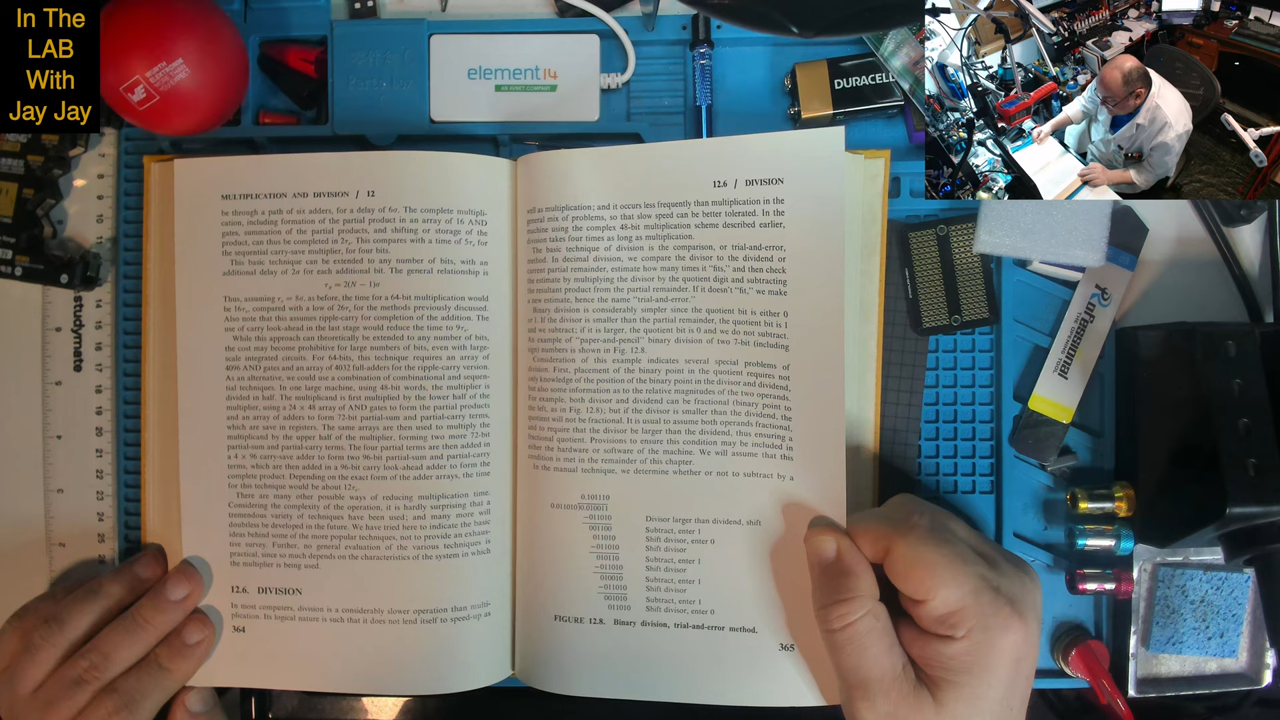 In The
LAB
With
Jay Jay
WÜRTH
ELEKTRONIK
element14
AN AVNET COMPANY
DURACELL
studymate
MULTIPLICATION AND DIVISION / 12
be through a path of six adders, for a delay of 6σ. The complete multipli-
cation, including formation of the partial product in an array of 16 AND
gates, summation of the partial products, and shifting or storage of the
product, can thus be completed in 2τs. This compares with a time of 5τs for
the sequential carry-save multiplier, for four bits.
This basic technique can be extended to any number of bits, with an
additional delay of 2σ for each additional bit. The general relationship is
= 2(N − 1)σ
Thus, assuming τs = 8σ, as before, the time for a 64-bit multiplication would
be 16τs, compared with a low of 26τs for the methods previously discussed.
Also note that this assumes ripple-carry for completion of the addition. The
use of carry look-ahead in the last stage would reduce the time to 9τs.
While this approach can theoretically be extended to any number of bits,
the cost may become prohibitive for large numbers of bits, even with large-
scale integrated circuits. For 64-bits, this technique requires an array of
4096 AND gates and an array of 4032 full-adders for the ripple-carry version.
As an alternative, we could use a combination of combinational and sequen-
tial techniques. In one large machine, using 48-bit words, the multiplier is
divided in half. The multiplicand is first multiplied by the lower half of the
multiplier, using a 24 × 48 array of AND gates to form the partial products
and an array of adders to form 72-bit partial-sum and partial-carry terms,
which are save in registers. The same arrays are then used to multiply the
multiplicand by the upper half of the multiplier, forming two more 72-bit
partial-sum and partial-carry terms. The four partial terms are then added in
a 4 × 96 carry-save adder to form two 96-bit partial-sum and partial-carry
terms, which are then added in a 96-bit carry look-ahead adder to form the
complete product. Depending on the exact form of the adder arrays, the time
for this technique would be about 12τs.
There are many other possible ways of reducing multiplication time.
Considering the complexity of the operation, it is hardly surprising that a
tremendous variety of techniques have been used; and many more will
doubtless be developed in the future. We have tried here to indicate the basic
ideas behind some of the more popular techniques, not to provide an exhaus-
tive survey. Further, no general evaluation of the various techniques is
practical, since so much depends on the characteristics of the system in which
the multiplier is being used.
12.6. DIVISION
In most computers, division is a considerably slower operation than multi-
plication. Its logical nature is such that it does not lend itself to speed-up as
364
12.6 / DIVISION
well as multiplication; and it occurs less frequently than multiplication in the
general mix of problems, so that slow speed can be better tolerated. In the
machine using the complex 48-bit multiplication scheme described earlier,
division takes four times as long as multiplication.
The basic technique of division is the comparison, or trial-and-error,
method. In decimal division, we compare the divisor to the dividend or
current partial remainder, estimate how many times it "fits," and then check
the estimate by multiplying the divisor by the quotient digit and subtracting
the resultant product from the partial remainder. If it doesn't "fit," we make
a new estimate, hence the name "trial-and-error."
Binary division is considerably simpler since the quotient bit is either 0
or 1. If the divisor is smaller than the partial remainder, the quotient bit is 1
and we subtract; if it is larger, the quotient bit is 0 and we do not subtract.
An example of "paper-and-pencil" binary division of two 7-bit (including
sign) numbers is shown in Fig. 12.8.
Consideration of this example indicates several special problems of
division. First, placement of the binary point in the quotient requires not
only knowledge of the position of the binary point in the divisor and dividend,
but also some information as to the relative magnitudes of the two operands.
For example, both divisor and dividend can be fractional (binary point to
the left, as in Fig. 12.8); but if the divisor is smaller than the dividend, the
quotient will not be fractional. It is usual to assume both operands fractional,
and to require that the divisor be larger than the dividend, thus ensuring a
fractional quotient. Provisions to ensure this condition may be included in
either the hardware or software of the machine. We will assume that this
condition is met in the remainder of this chapter.
In the manual technique, we determine whether or not to subtract by a
0.101110
0.011010)0.010011
−011010 Divisor larger than dividend, shift
001100 Subtract, enter 1
011010 Shift divisor, enter 0
−011010 Shift divisor
010110 Subtract, enter 1
−011010 Shift divisor
010010 Subtract, enter 1
−011010 Shift divisor
001010 Subtract, enter 1
011010 Shift divisor, enter 0
FIGURE 12.8. Binary division, trial-and-error method.
365